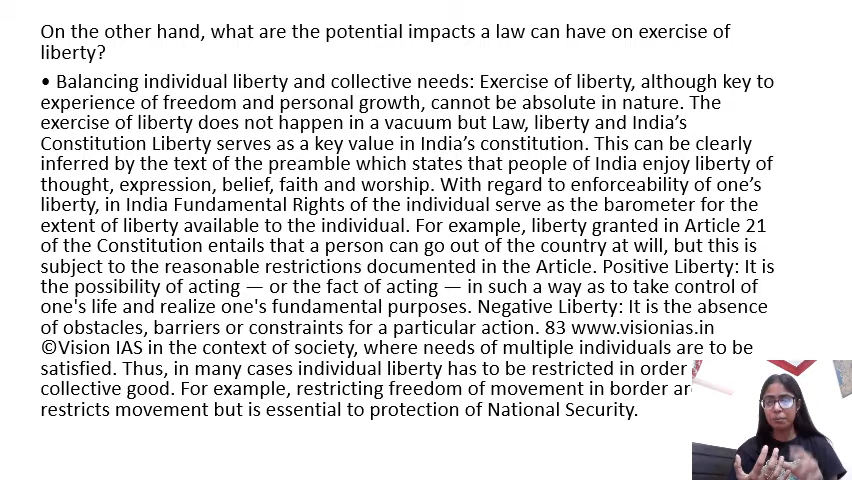 On the other hand, what are the potential impacts a law can have on exercise of
liberty?
• Balancing individual liberty and collective needs: Exercise of liberty, although key to
experience of freedom and personal growth, cannot be absolute in nature. The
exercise of liberty does not happen in a vacuum but Law, liberty and India’s
Constitution Liberty serves as a key value in India’s constitution. This can be clearly
inferred by the text of the preamble which states that people of India enjoy liberty of
thought, expression, belief, faith and worship. With regard to enforceability of one’s
liberty, in India Fundamental Rights of the individual serve as the barometer for the
extent of liberty available to the individual. For example, liberty granted in Article 21
of the Constitution entails that a person can go out of the country at will, but this is
subject to the reasonable restrictions documented in the Article. Positive Liberty: It is
the possibility of acting — or the fact of acting — in such a way as to take control of
one's life and realize one's fundamental purposes. Negative Liberty: It is the absence
of obstacles, barriers or constraints for a particular action. 83 www.visionias.in
©Vision IAS in the context of society, where needs of multiple individuals are to be
satisfied. Thus, in many cases individual liberty has to be restricted in order
collective good. For example, restricting freedom of movement in border
restricts movement but is essential to protection of National Security.